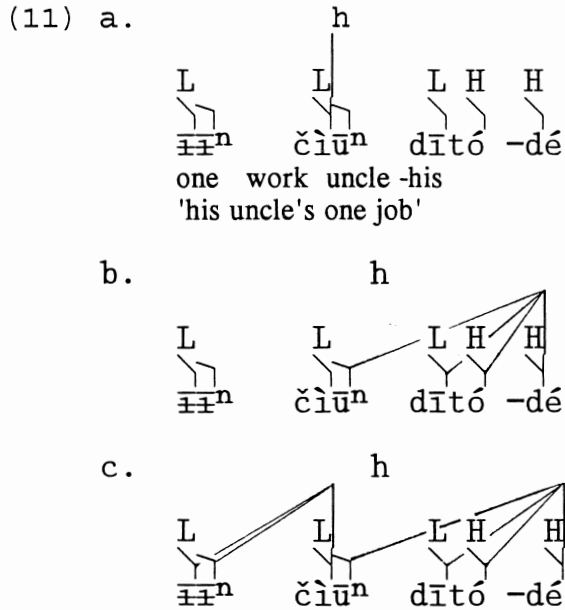 (11) a. h
L L L H H
ɨ̄ɨ̄ⁿ čìūⁿ dītó -dé
one work uncle -his
'his uncle's one job'
b. h
L L L H H
ɨ̄ɨ̄ⁿ čìūⁿ dītó -dé
c. h
L L L H H
ɨ̄ɨ̄ⁿ čìūⁿ dītó -dé